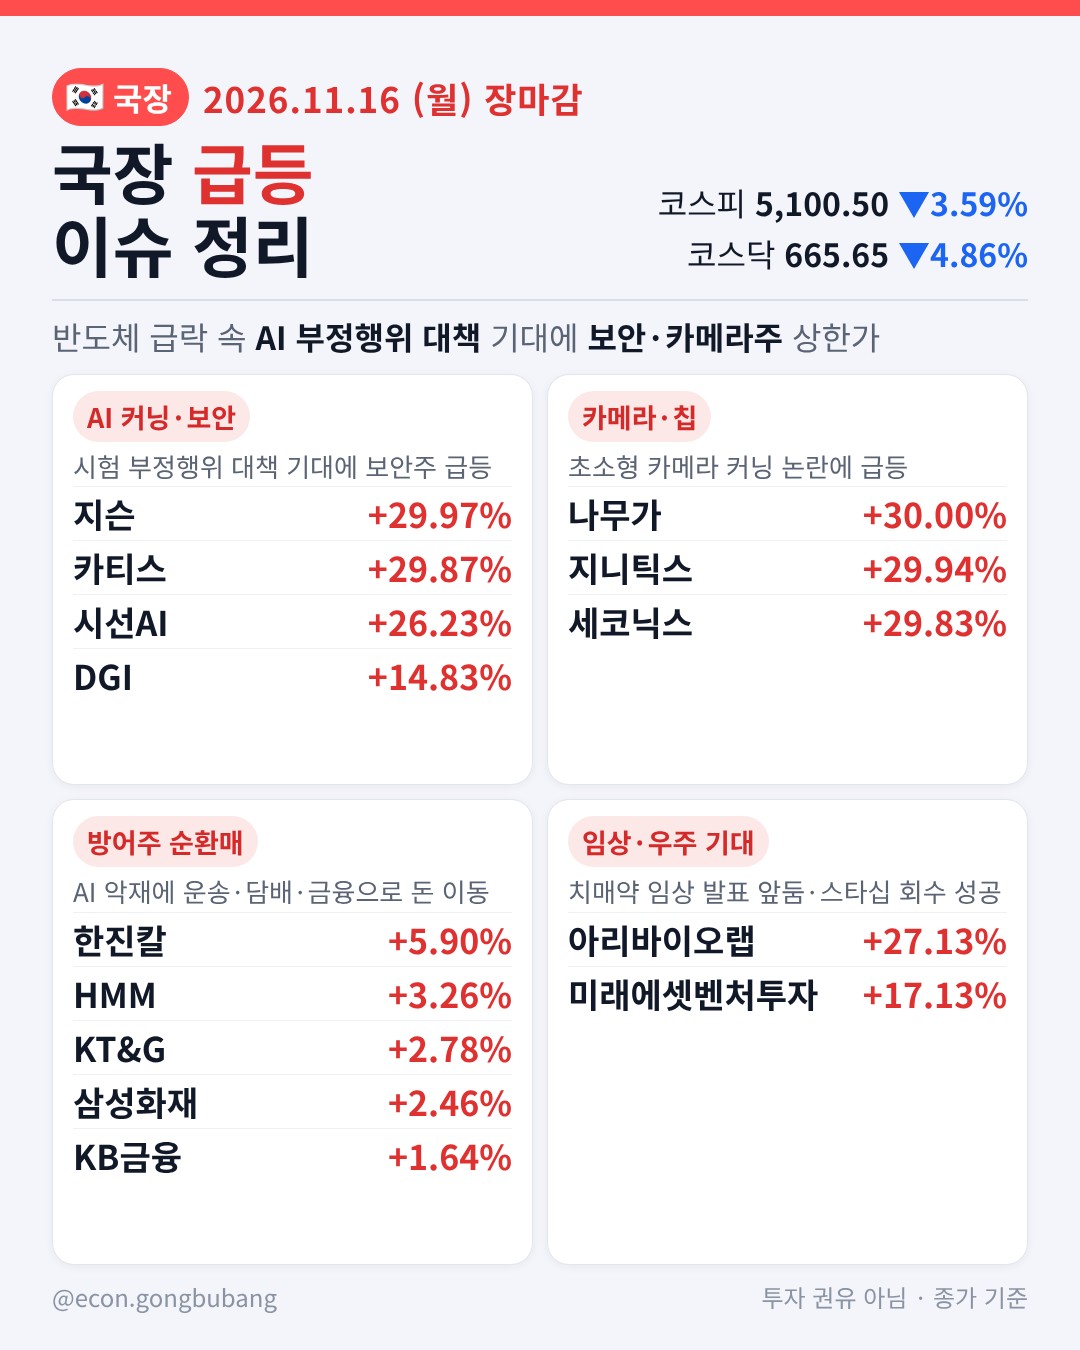 국장 2026.11.16 (월) 장마감
국장 급등
이슈 정리
코스피 5,100.50 ▼3.59%
코스닥 665.65 ▼4.86%
반도체 급락 속 AI 부정행위 대책 기대에 보안·카메라주 상한가
AI 커닝·보안
시험 부정행위 대책 기대에 보안주 급등
지슨 +29.97%
카티스 +29.87%
시선AI +26.23%
DGI +14.83%
카메라·칩
초소형 카메라 커닝 논란에 급등
나무가 +30.00%
지니틱스 +29.94%
세코닉스 +29.83%
방어주 순환매
AI 악재에 운송·담배·금융으로 돈 이동
한진칼 +5.90%
HMM +3.26%
KT&G +2.78%
삼성화재 +2.46%
KB금융 +1.64%
임상·우주 기대
치매약 임상 발표 앞둠·스타십 회수 성공
아리바이오랩 +27.13%
미래에셋벤처투자 +17.13%
@econ.gongbubang
투자 권유 아님 · 종가 기준